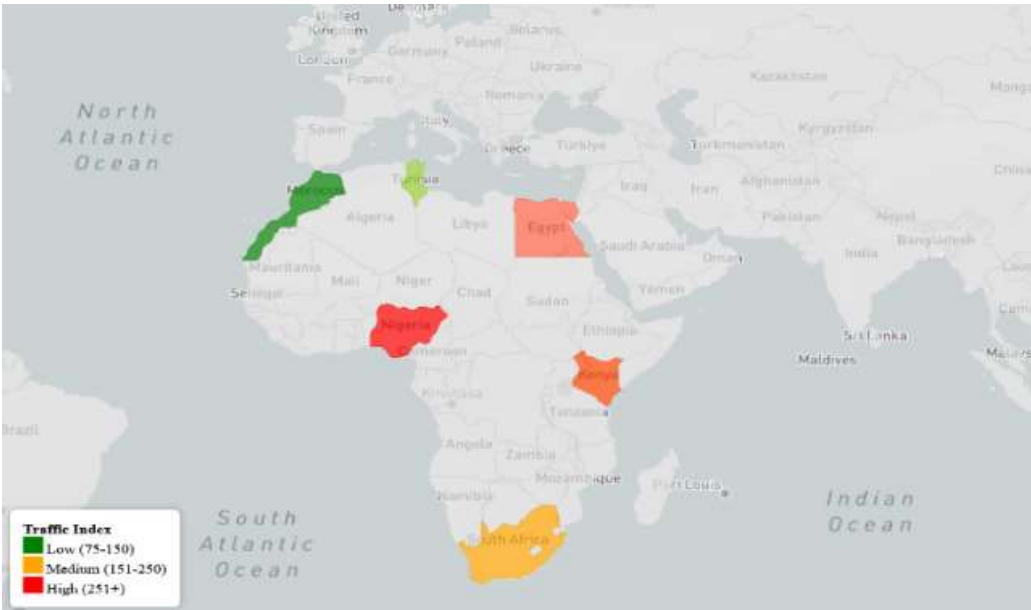 Denmark
United
Kingdom
Belarus
Poland
London
Germany
Ukraine
France
Kazakhstan
Romania
North
Atlantic
Ocean
Italy
Spain
Greece
Türkiye
Kyrgyzstan
Turkmenistan
China
Tunisia
Morocco
Iraq
Iran
Afghanistan
Algeria
Libya
Egypt
Pakistan
Nepal
Saudi Arabia
Bangladesh
India
Oman
Mauritania
Mali
Niger
Chad
Senegal
Yemen
Sudan
Nigeria
Ethiopia
Sri Lanka
Cameroon
Maldives
Kenya
Kinshasa
Tanzania
Brazil
Angola
Zambia
Mozambique
Port Louis
Namibia
Indian
Ocean
South
Atlantic
Ocean
South Africa
Traffic Index
Low (75-150)
Medium (151-250)
High (251+)